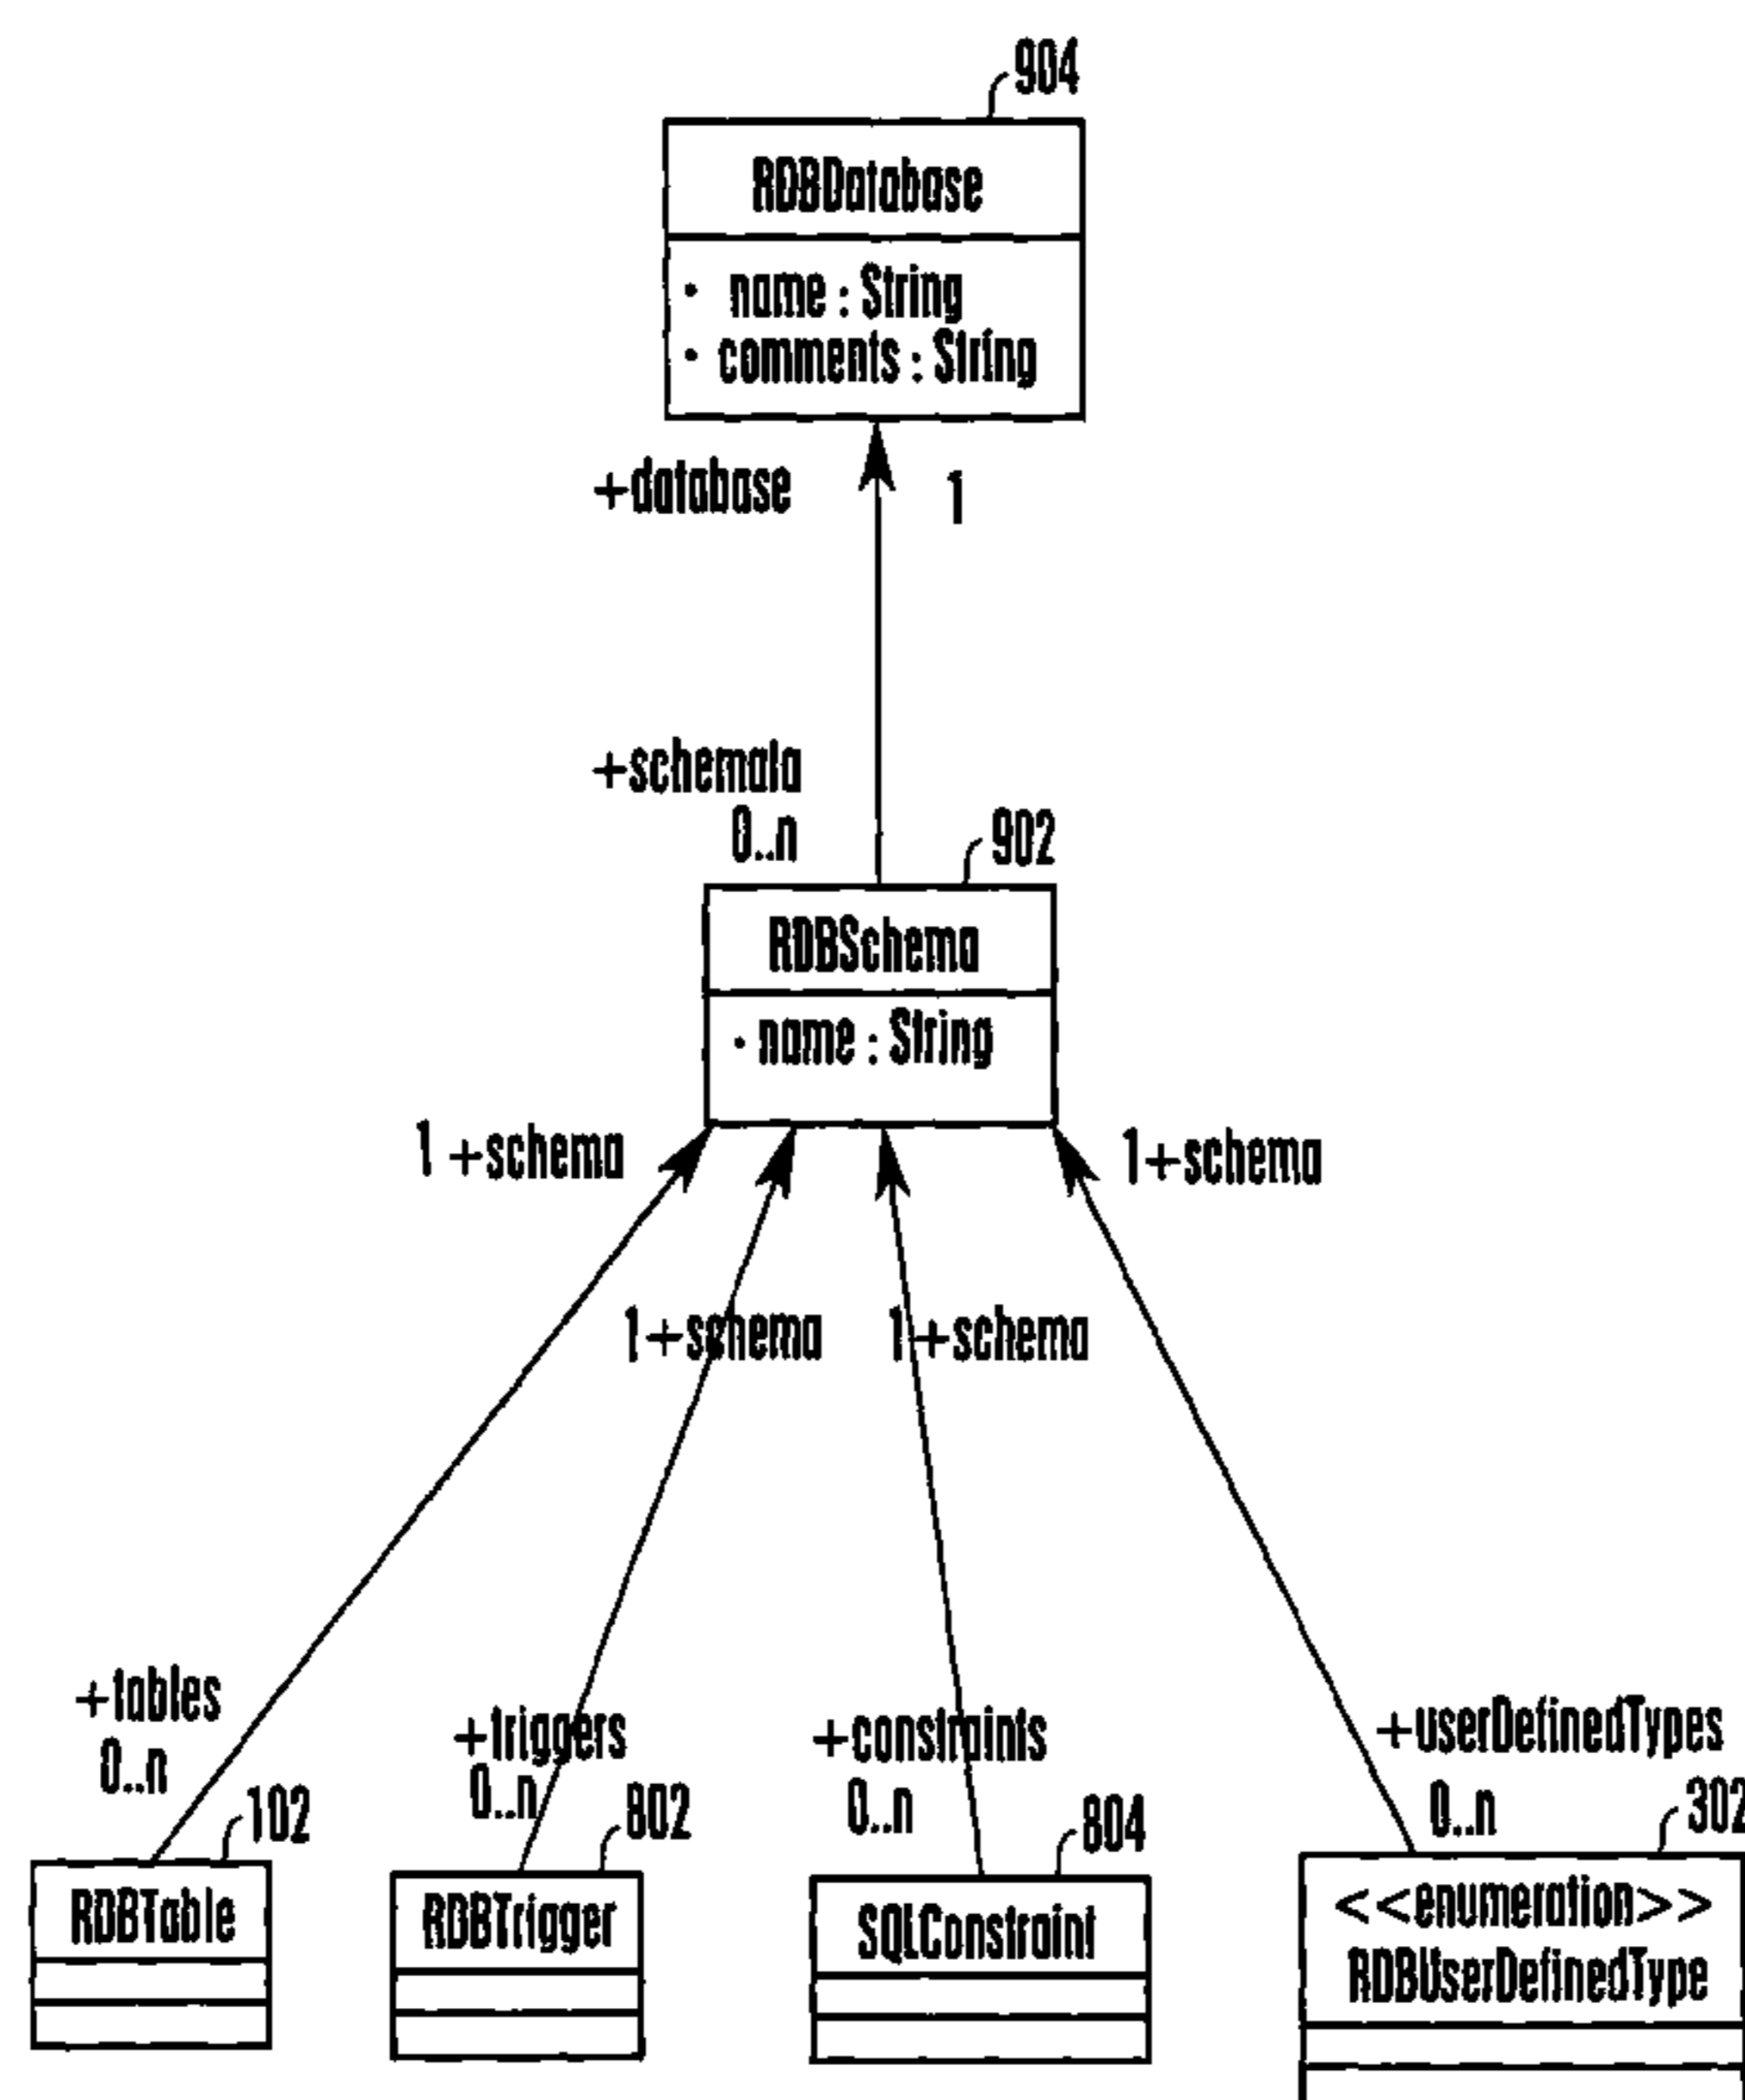 904
RDBDatabase
• name : String
• comments : String
+database 1
+schemata
0..n
902
RDBSchema
• name : String
1 +schema
1+schema
1+schema
1+schema
+tables
0..n
102
+triggers
0..n
802
+constraints
0..n
804
+userDefinedTypes
0..n
302
RDBTable
RDBTrigger
SQLConstraint
<<enumeration>>
RDBUserDefinedType